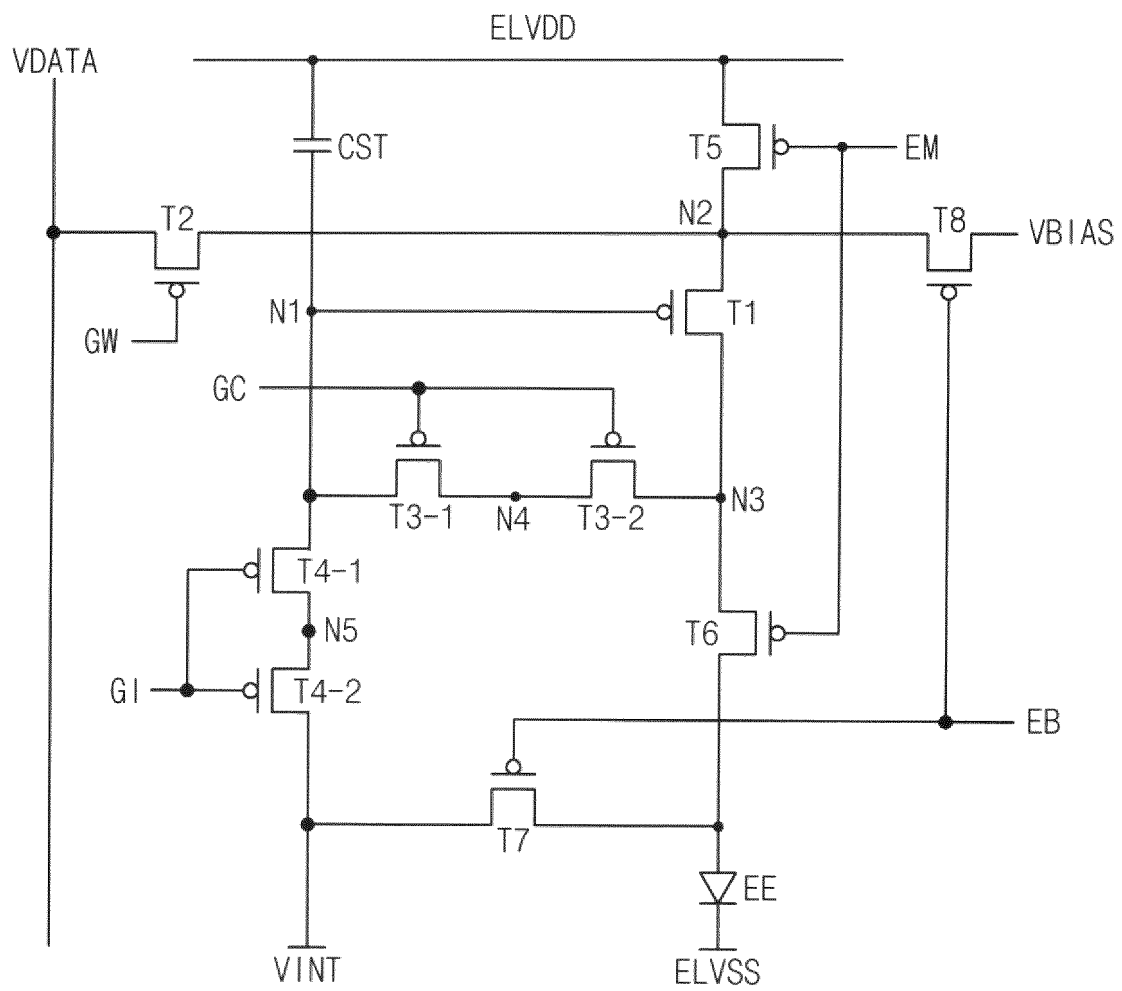 ELVDD
VDATA
CST
T5
EM
T2
N2
T8
VBIAS
N1
T1
GW
GC
T3-1
N4
T3-2
N3
T4-1
N5
T6
GI
T4-2
EB
T7
EE
VINT
ELVSS